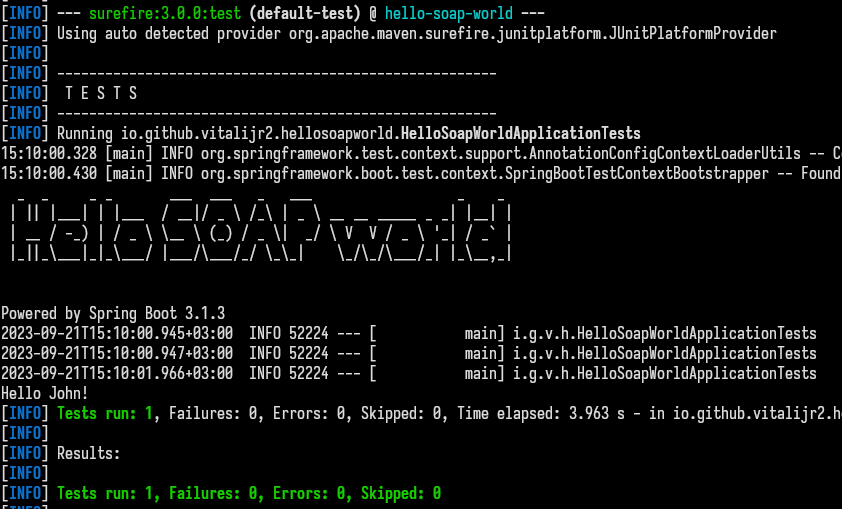 [INFO] --- surefire:3.0.0:test (default-test) @ hello-soap-world ---
[INFO] Using auto detected provider org.apache.maven.surefire.junitplatform.JUnitPlatformProvider
[INFO]
[INFO] -------------------------------------------------------
[INFO]  T E S T S
[INFO] -------------------------------------------------------
[INFO] Running io.github.vitalijr2.hellosoapworld.HelloSoapWorldApplicationTests
15:10:00.328 [main] INFO org.springframework.test.context.support.AnnotationConfigContextLoaderUtils -- Co
15:10:00.430 [main] INFO org.springframework.boot.test.context.SpringBootTestContextBootstrapper -- Found
Hello SOAP world
Powered by Spring Boot 3.1.3
2023-09-21T15:10:00.945+03:00  INFO 52224 --- [           main] i.g.v.h.HelloSoapWorldApplicationTests
2023-09-21T15:10:00.947+03:00  INFO 52224 --- [           main] i.g.v.h.HelloSoapWorldApplicationTests
2023-09-21T15:10:01.966+03:00  INFO 52224 --- [           main] i.g.v.h.HelloSoapWorldApplicationTests
Hello John!
[INFO] Tests run: 1, Failures: 0, Errors: 0, Skipped: 0, Time elapsed: 3.963 s - in io.github.vitalijr2.h
[INFO]
[INFO] Results:
[INFO]
[INFO] Tests run: 1, Failures: 0, Errors: 0, Skipped: 0